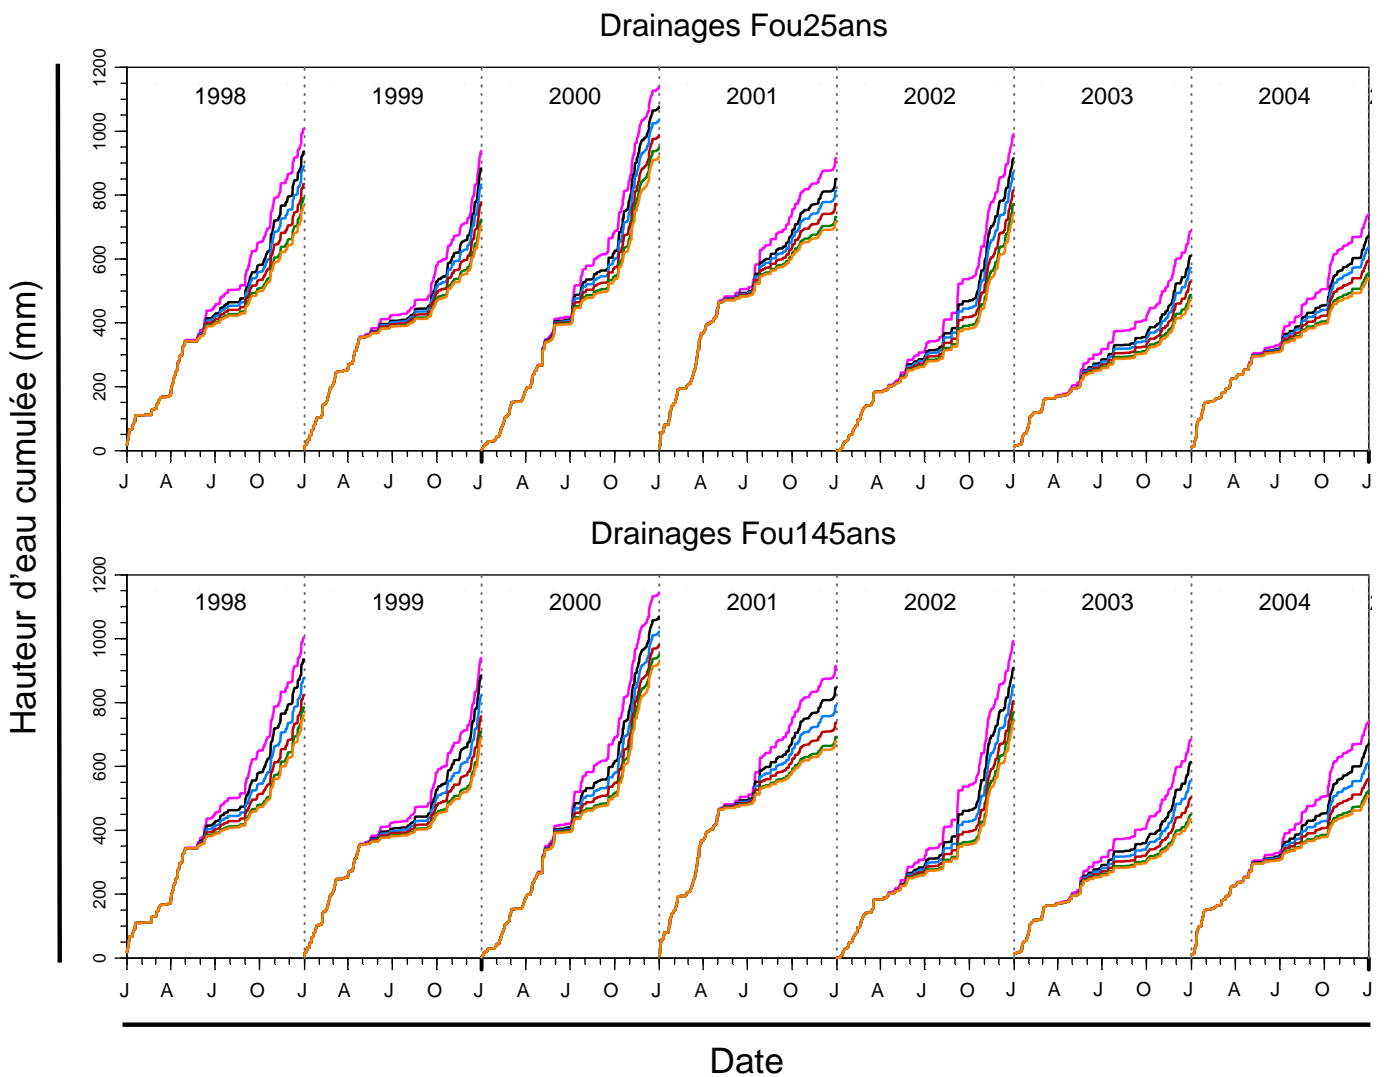 Drainages Fou25ans
1998 1999 2000 2001 2002 2003 2004
0 200 400 600 800 1000 1200
J A J O J A J O J A J O J A J O J A J O J A J O J A J O J
Drainages Fou145ans
1998 1999 2000 2001 2002 2003 2004
0 200 400 600 800 1000 1200
J A J O J A J O J A J O J A J O J A J O J A J O J A J O J
Hauteur d'eau cumulée (mm)
Date